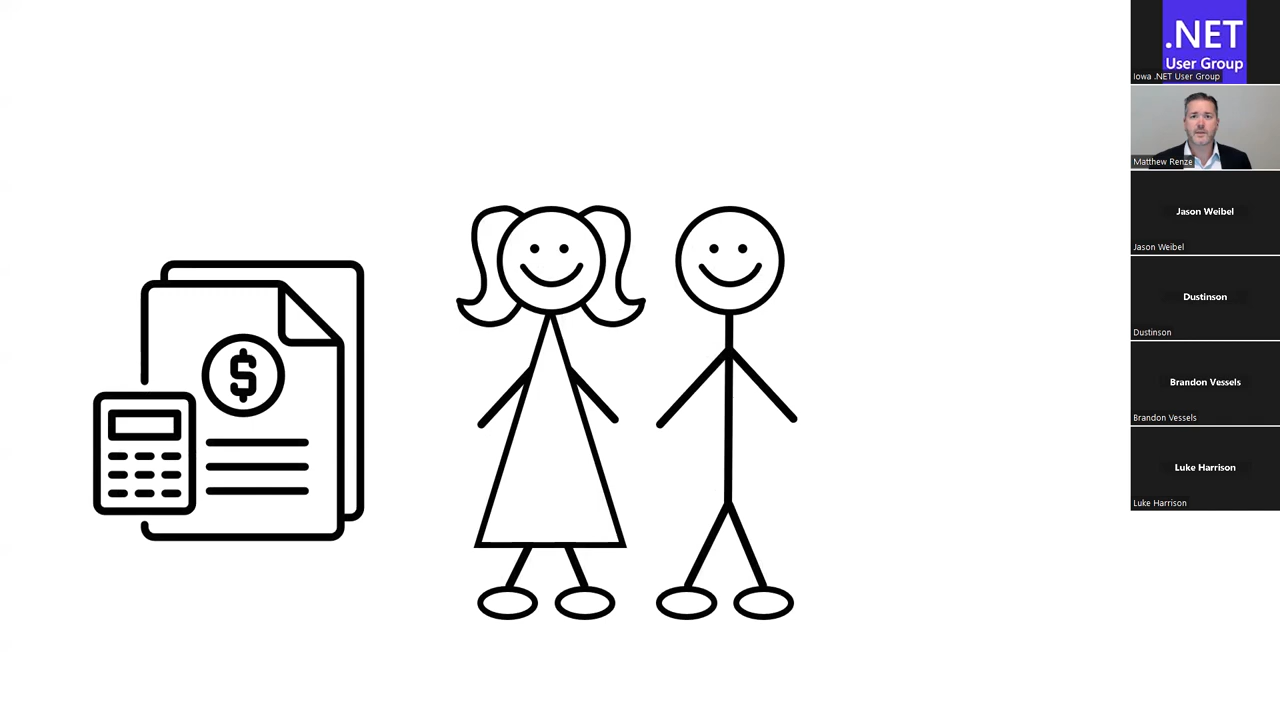 $
.NET
User Group
Iowa .NET User Group
Matthew Renze
Jason Weibel
Jason Weibel
Dustinson
Dustinson
Brandon Vessels
Brandon Vessels
Luke Harrison
Luke Harrison